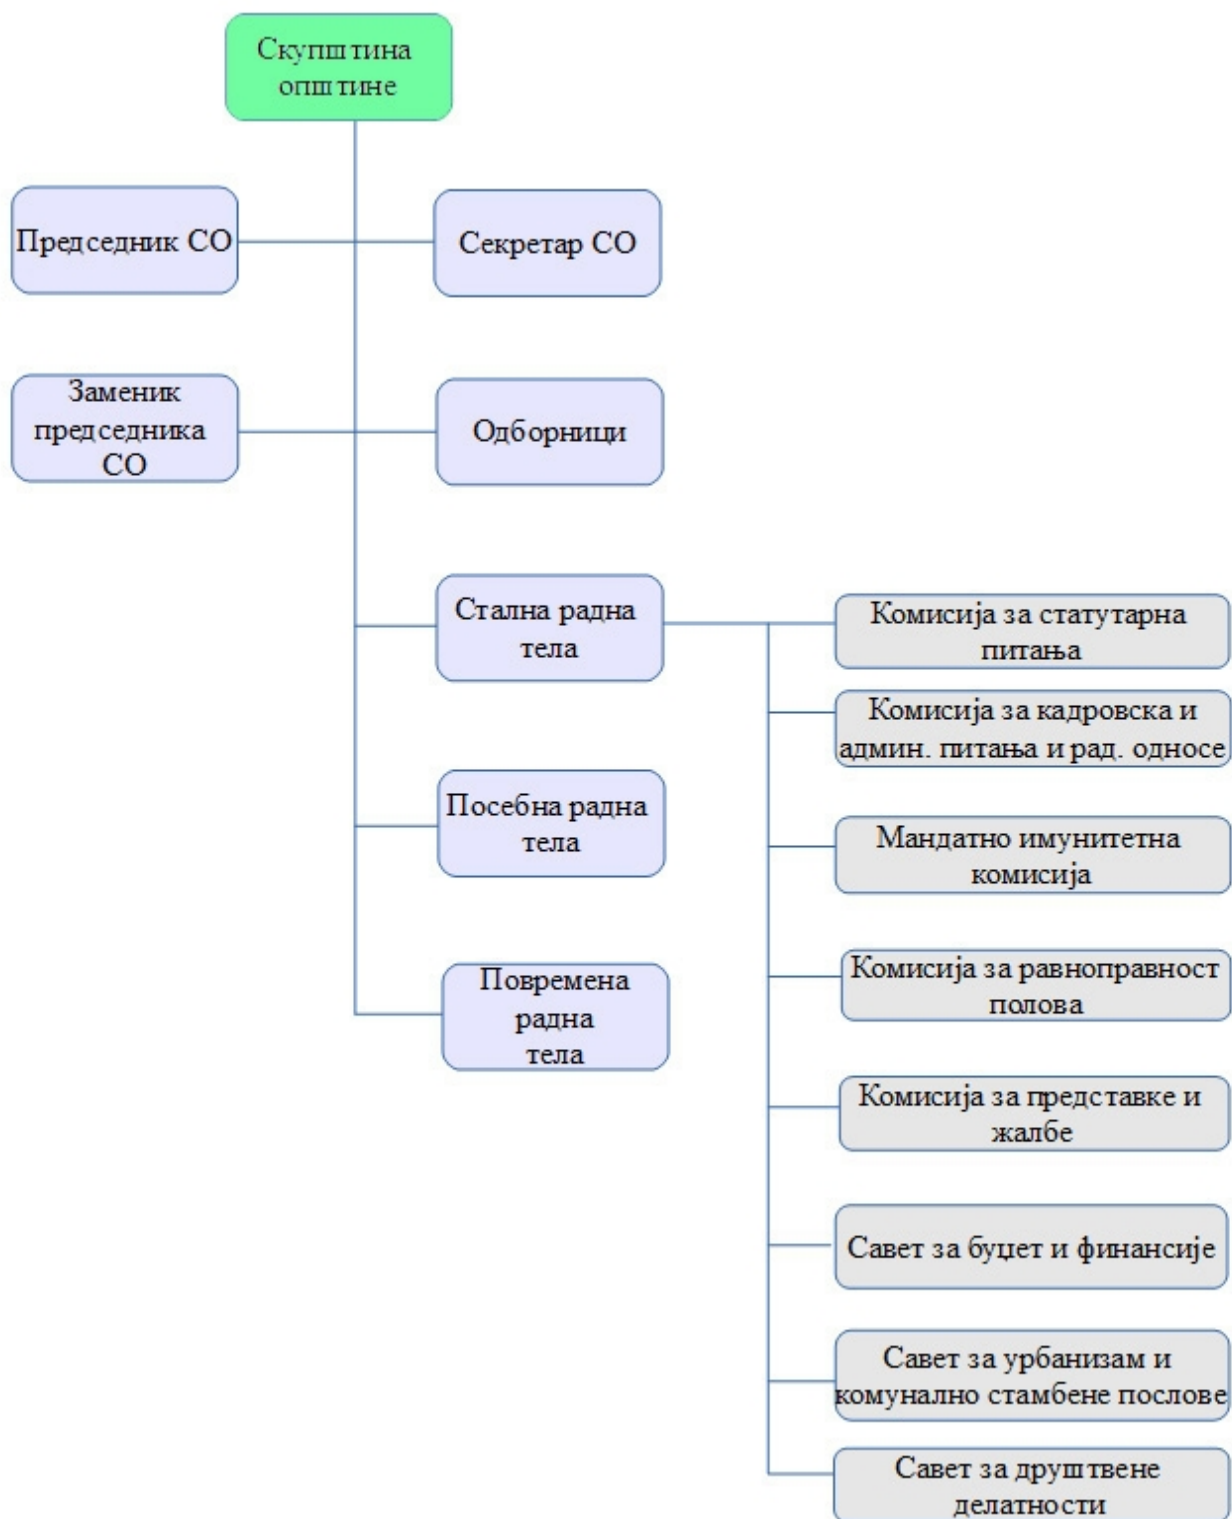 Скупштина
општине
Председник СО
Секретар СО
Заменик
председника
СО
Одборници
Стална радна
тела
Посебна радна
тела
Повремена
радна
тела
Комисија за статутарна
питања
Комисија за кадровска и
админ. питања и рад. односе
Мандатно имунитетна
комисија
Комисија за равноправност
полова
Комисија за представке и
жалбе
Савет за буџет и финансије
Савет за урбанизам и
комунално стамбене послове
Савет за друштвене
делатности